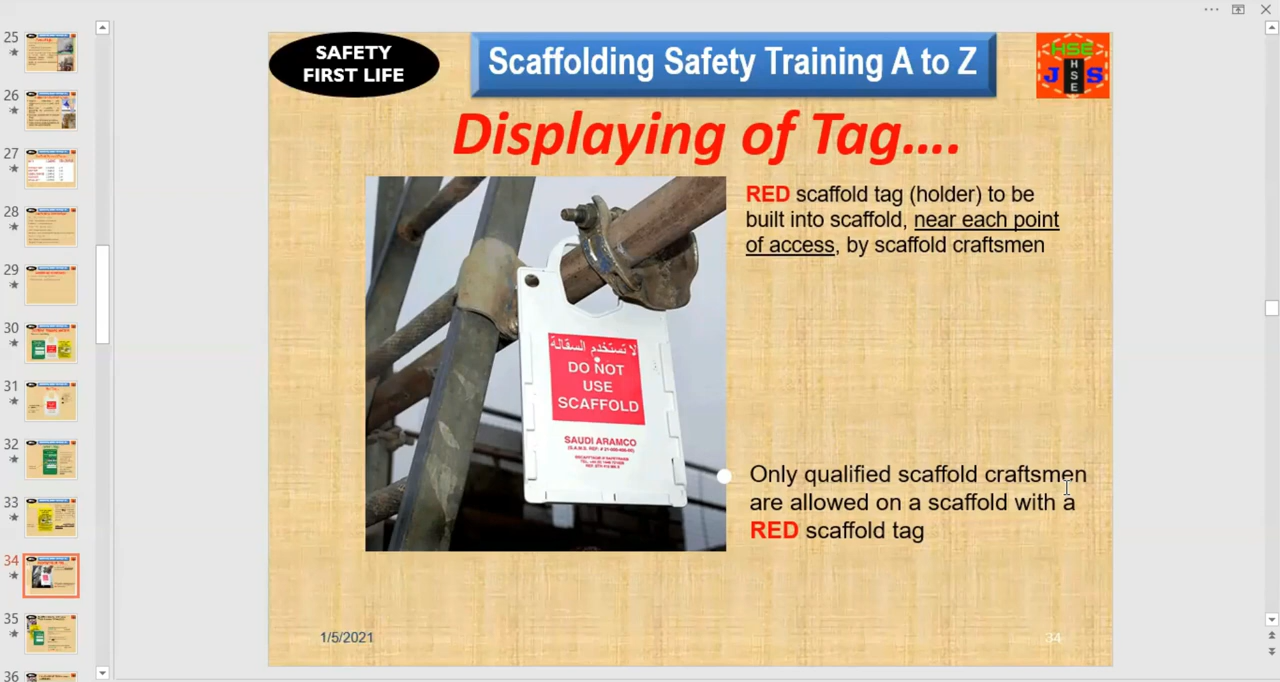 25
26
27
28
29
30
31
32
33
34
35
36
SAFETY
FIRST LIFE
Scaffolding Safety Training A to Z
HSE
J S
H
S
E
Displaying of Tag....
RED scaffold tag (holder) to be
built into scaffold, near each point
of access, by scaffold craftsmen
لا تستخدم السقالة
DO NOT
USE
SCAFFOLD
SAUDI ARAMCO
Only qualified scaffold craftsmen
are allowed on a scaffold with a
RED scaffold tag
1/5/2021
34